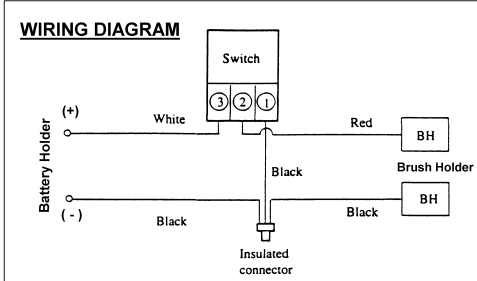 WIRING DIAGRAM
Switch
3 2 1
(+)
White
Red
BH
Battery Holder
Black
Brush Holder
BH
(-)
Black
Black
Insulated
connector